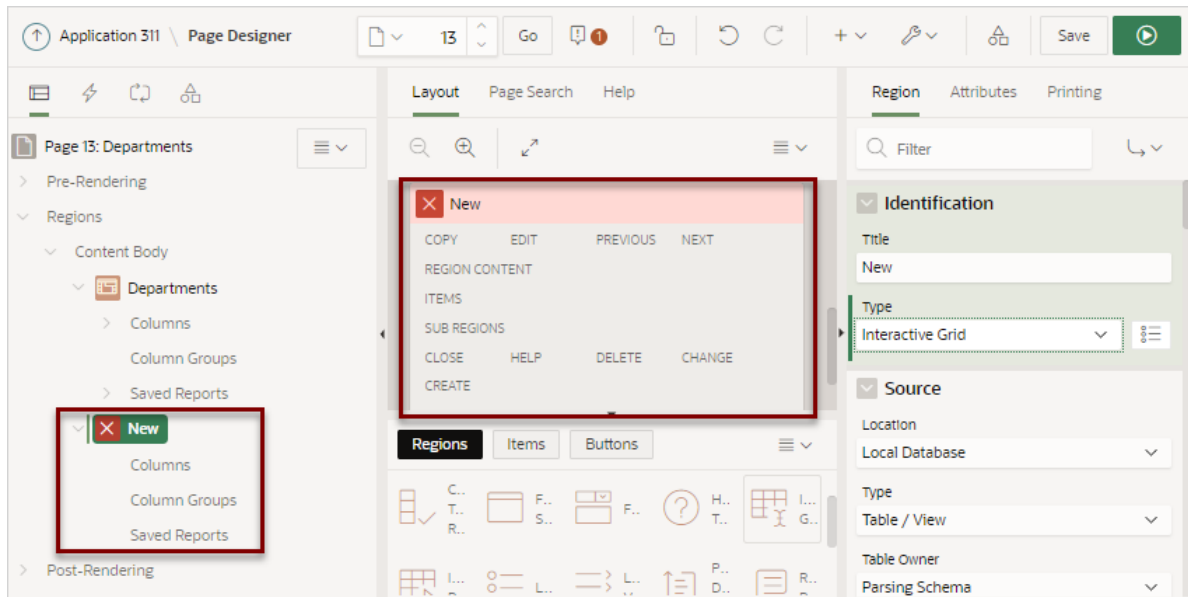 Application 311 \ Page Designer
13
Go
1
Save
Page 13: Departments
Pre-Rendering
Regions
Content Body
Departments
Columns
Column Groups
Saved Reports
New
Columns
Column Groups
Saved Reports
Post-Rendering
Layout Page Search Help
New
COPY EDIT PREVIOUS NEXT
REGION CONTENT
ITEMS
SUB REGIONS
CLOSE HELP DELETE CHANGE
CREATE
Regions Items Buttons
C..
T..
R..
F..
S..
F..
H..
T..
I...
G..
I...
L..
L..
P..
D..
R..
Region Attributes Printing
Filter
Identification
Title
New
Type
Interactive Grid
Source
Location
Local Database
Type
Table / View
Table Owner
Parsing Schema